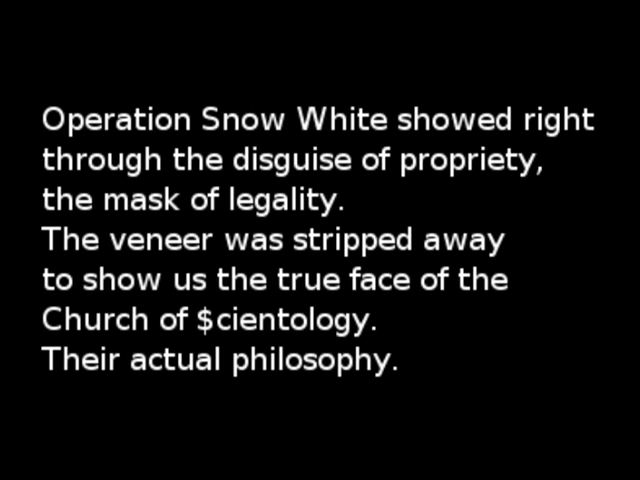 Operation Snow White showed right
through the disguise of propriety,
the mask of legality.
The veneer was stripped away
to show us the true face of the
Church of $cientology.
Their actual philosophy.